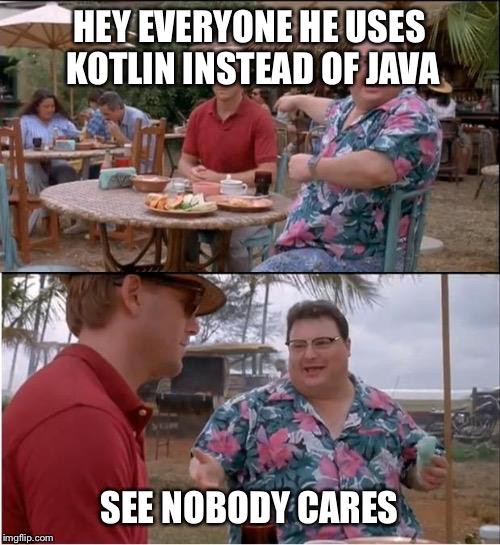 HEY EVERYONE HE USES
KOTLIN INSTEAD OF JAVA
SEE NOBODY CARES
imgflip.com